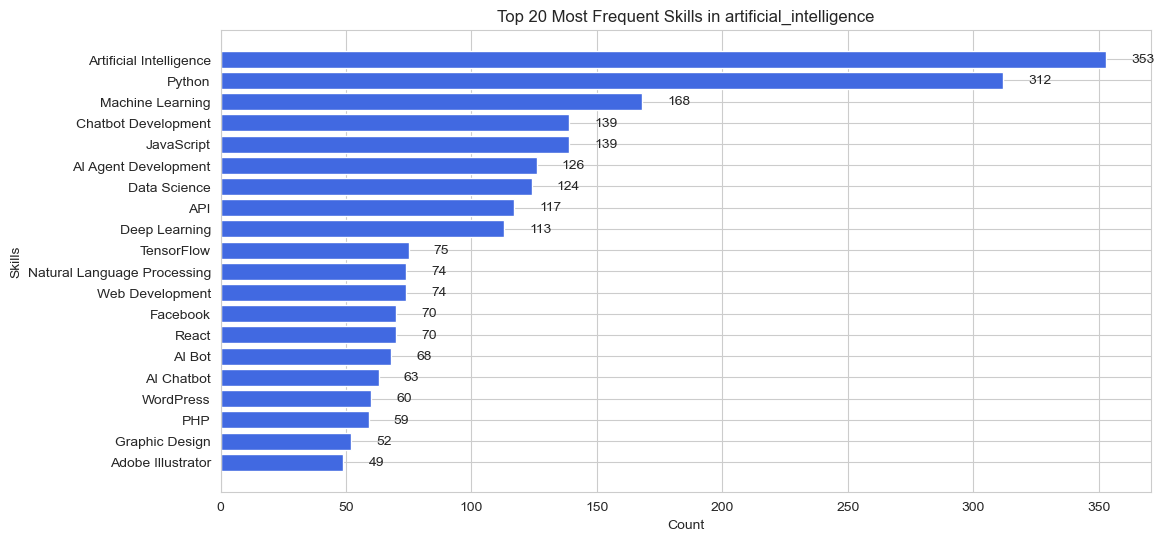 Top 20 Most Frequent Skills in artificial_intelligence
Skills
Artificial Intelligence 353
Python 312
Machine Learning 168
Chatbot Development 139
JavaScript 139
AI Agent Development 126
Data Science 124
API 117
Deep Learning 113
TensorFlow 75
Natural Language Processing 74
Web Development 74
Facebook 70
React 70
AI Bot 68
AI Chatbot 63
WordPress 60
PHP 59
Graphic Design 52
Adobe Illustrator 49
0 50 100 150 200 250 300 350
Count